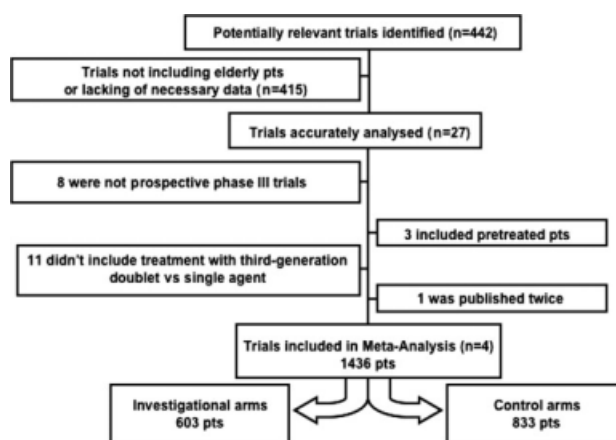 Potentially relevant trials identified (n=442)
Trials not including elderly pts
or lacking of necessary data (n=415)
Trials accurately analysed (n=27)
8 were not prospective phase III trials
3 included pretreated pts
11 didn't include treatment with third-generation
doublet vs single agent
1 was published twice
Trials included in Meta-Analysis (n=4)
1436 pts
Investigational arms
603 pts
Control arms
833 pts